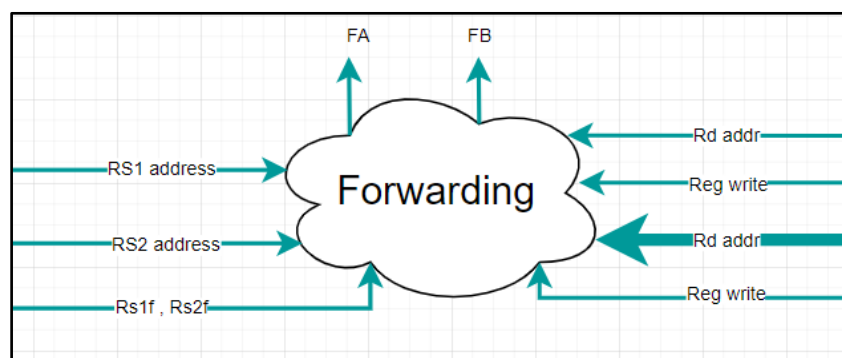 FA
FB
RS1 address
Rd addr
Forwarding
Reg write
RS2 address
Rd addr
Rs1f , Rs2f
Reg write